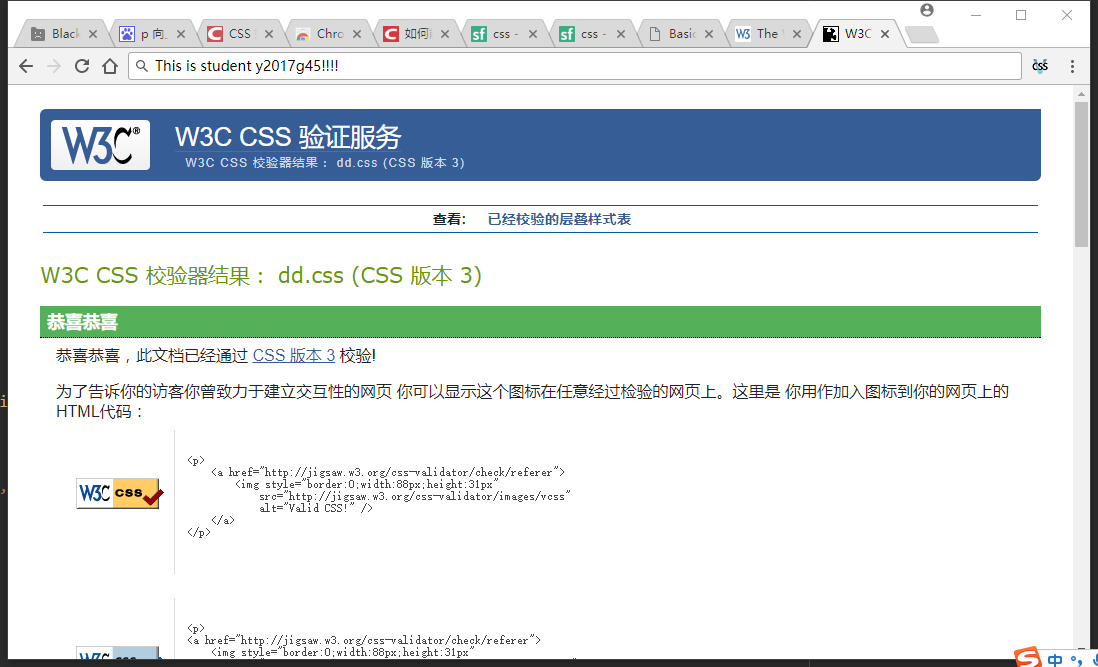 Blac
p 向
CSS
Chro
如何
css -
css -
Basic
W3
The
W3C
This is student y2017g45!!!!
css
W3C®
W3C CSS 验证服务
W3C CSS 校验器结果： dd.css (CSS 版本 3)
查看： 已经校验的层叠样式表
W3C CSS 校验器结果： dd.css (CSS 版本 3)
恭喜恭喜
恭喜恭喜，此文档已经通过 CSS 版本 3 校验!
为了告诉你的访客你曾致力于建立交互性的网页 你可以显示这个图标在任意经过检验的网页上。这里是 你用作加入图标到你的网页上的
HTML代码：
W3C css
<p>
<a href="http://jigsaw.w3.org/css-validator/check/referer">
<img style="border:0;width:88px;height:31px"
src="http://jigsaw.w3.org/css-validator/images/vcss"
alt="Valid CSS!" />
</a>
</p>
W3C css
<p>
<a href="http://jigsaw.w3.org/css-validator/check/referer">
<img style="border:0;width:88px;height:31px"
中